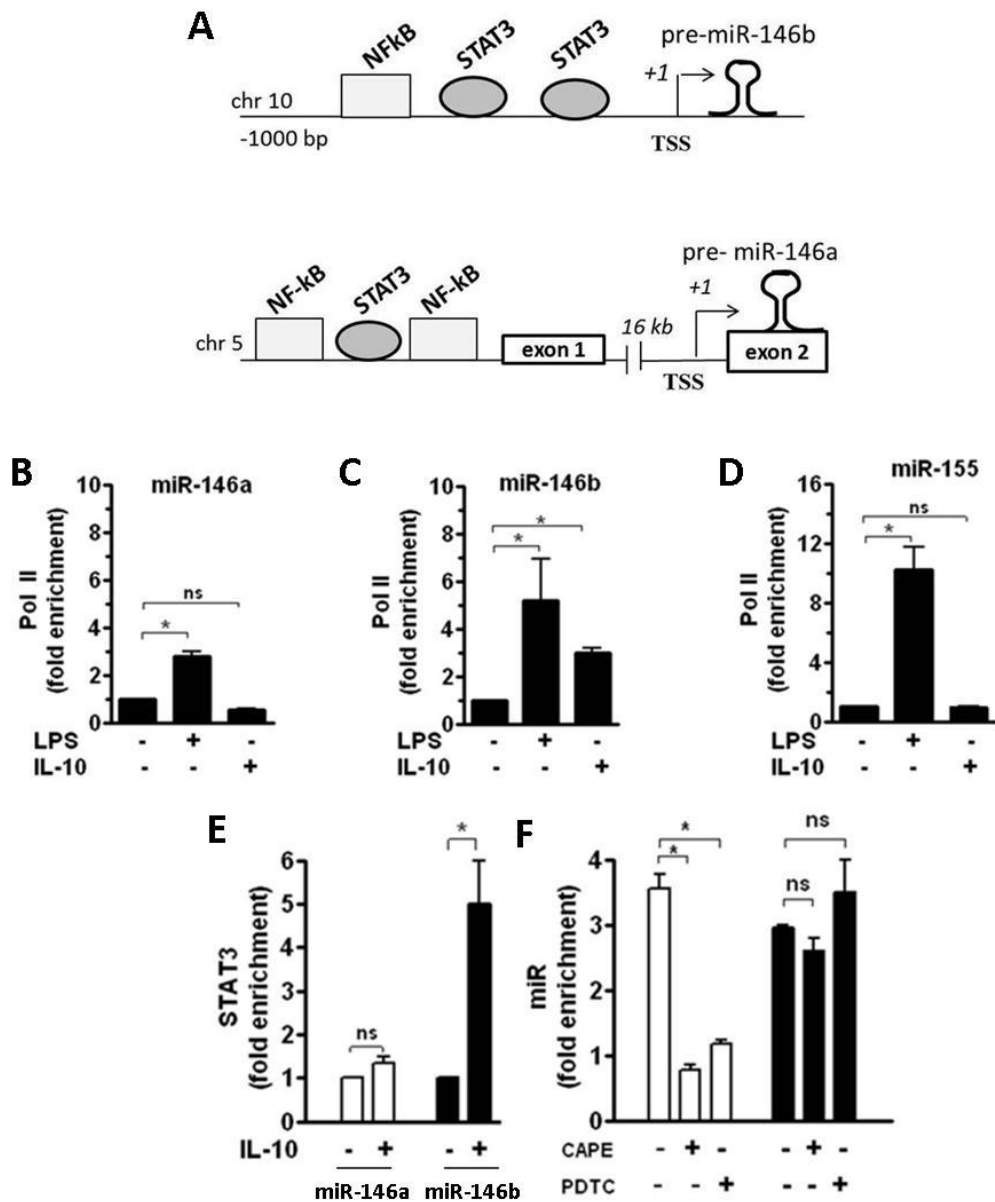 A
NFkB STAT3 STAT3 pre-miR-146b
+1
chr 10
-1000 bp
TSS
pre- miR-146a
NF-kB STAT3 NF-kB
+1
16 kb
chr 5
exon 1
exon 2
TSS
B
miR-146a
Pol II
(fold enrichment)
10
8
6
4
2
0
ns
*
LPS - + -
IL-10 - - +
C
miR-146b
Pol II
(fold enrichment)
10
8
6
4
2
0
*
*
LPS - + -
IL-10 - - +
D
miR-155
Pol II
(fold enrichment)
16
12
8
4
0
ns
*
LPS - + -
IL-10 - - +
E
STAT3
(fold enrichment)
6
5
4
3
2
1
0
ns
*
IL-10 - + - +
miR-146a miR-146b
F
miR
(fold enrichment)
4
3
2
1
0
*
*
ns
ns
CAPE - + - - + -
PDTC - - + - - +